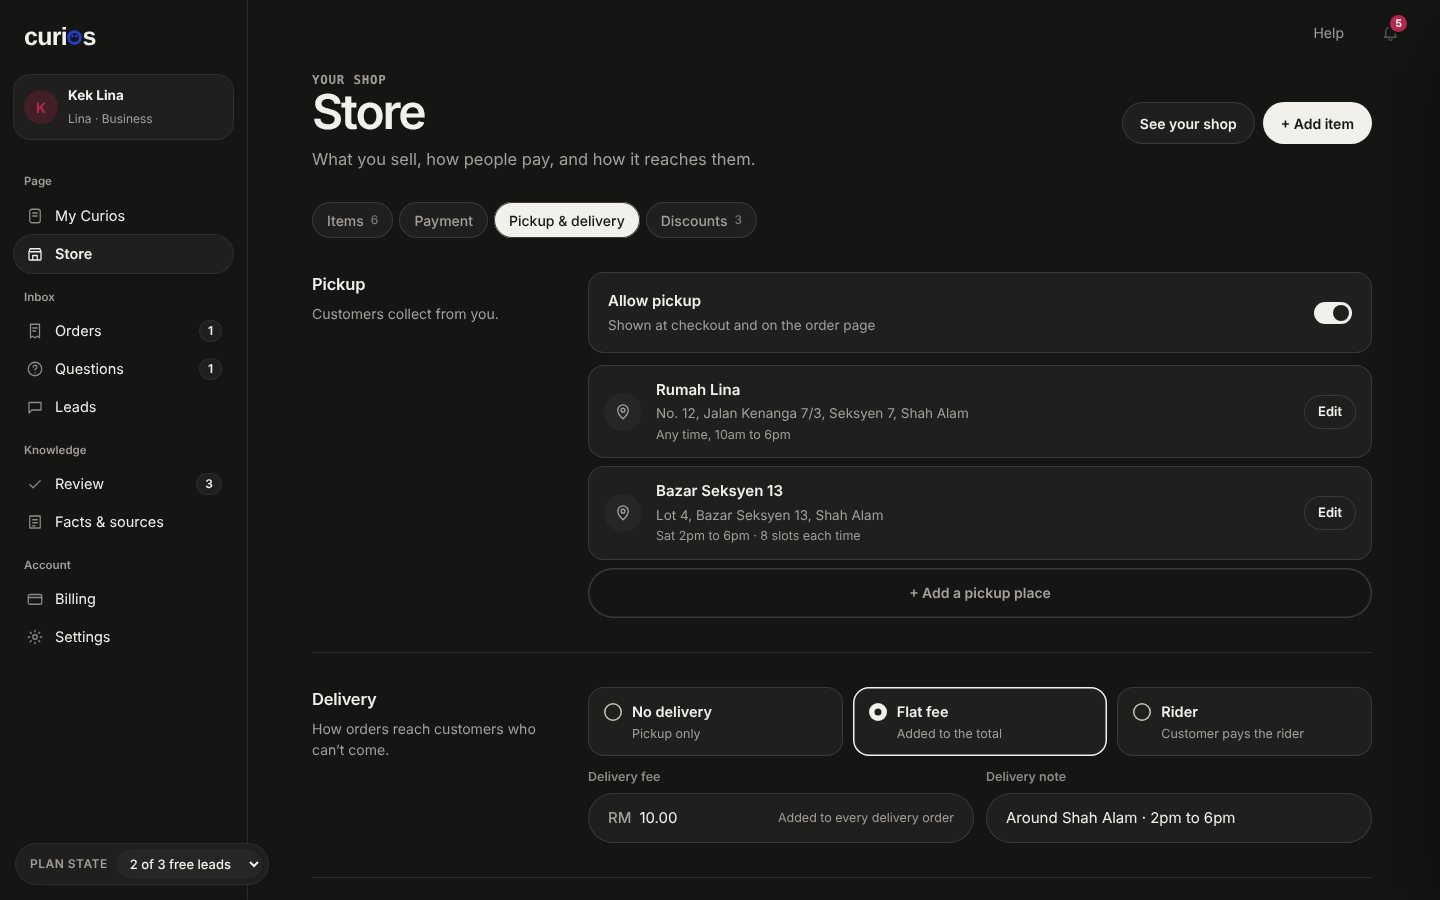 curios
Help
5
Kek Lina
Lina · Business
K
Page
My Curios
Store
Inbox
Orders 1
Questions 1
Leads
Knowledge
Review 3
Facts & sources
Account
Billing
Settings
PLAN STATE 2 of 3 free leads
YOUR SHOP
Store
What you sell, how people pay, and how it reaches them.
See your shop
+ Add item
Items 6
Payment
Pickup & delivery
Discounts 3
Pickup
Customers collect from you.
Allow pickup
Shown at checkout and on the order page
Rumah Lina
No. 12, Jalan Kenanga 7/3, Seksyen 7, Shah Alam
Any time, 10am to 6pm
Edit
Bazar Seksyen 13
Lot 4, Bazar Seksyen 13, Shah Alam
Sat 2pm to 6pm · 8 slots each time
Edit
+ Add a pickup place
Delivery
How orders reach customers who
can't come.
No delivery
Pickup only
Flat fee
Added to the total
Rider
Customer pays the rider
Delivery fee
RM 10.00 Added to every delivery order
Delivery note
Around Shah Alam · 2pm to 6pm